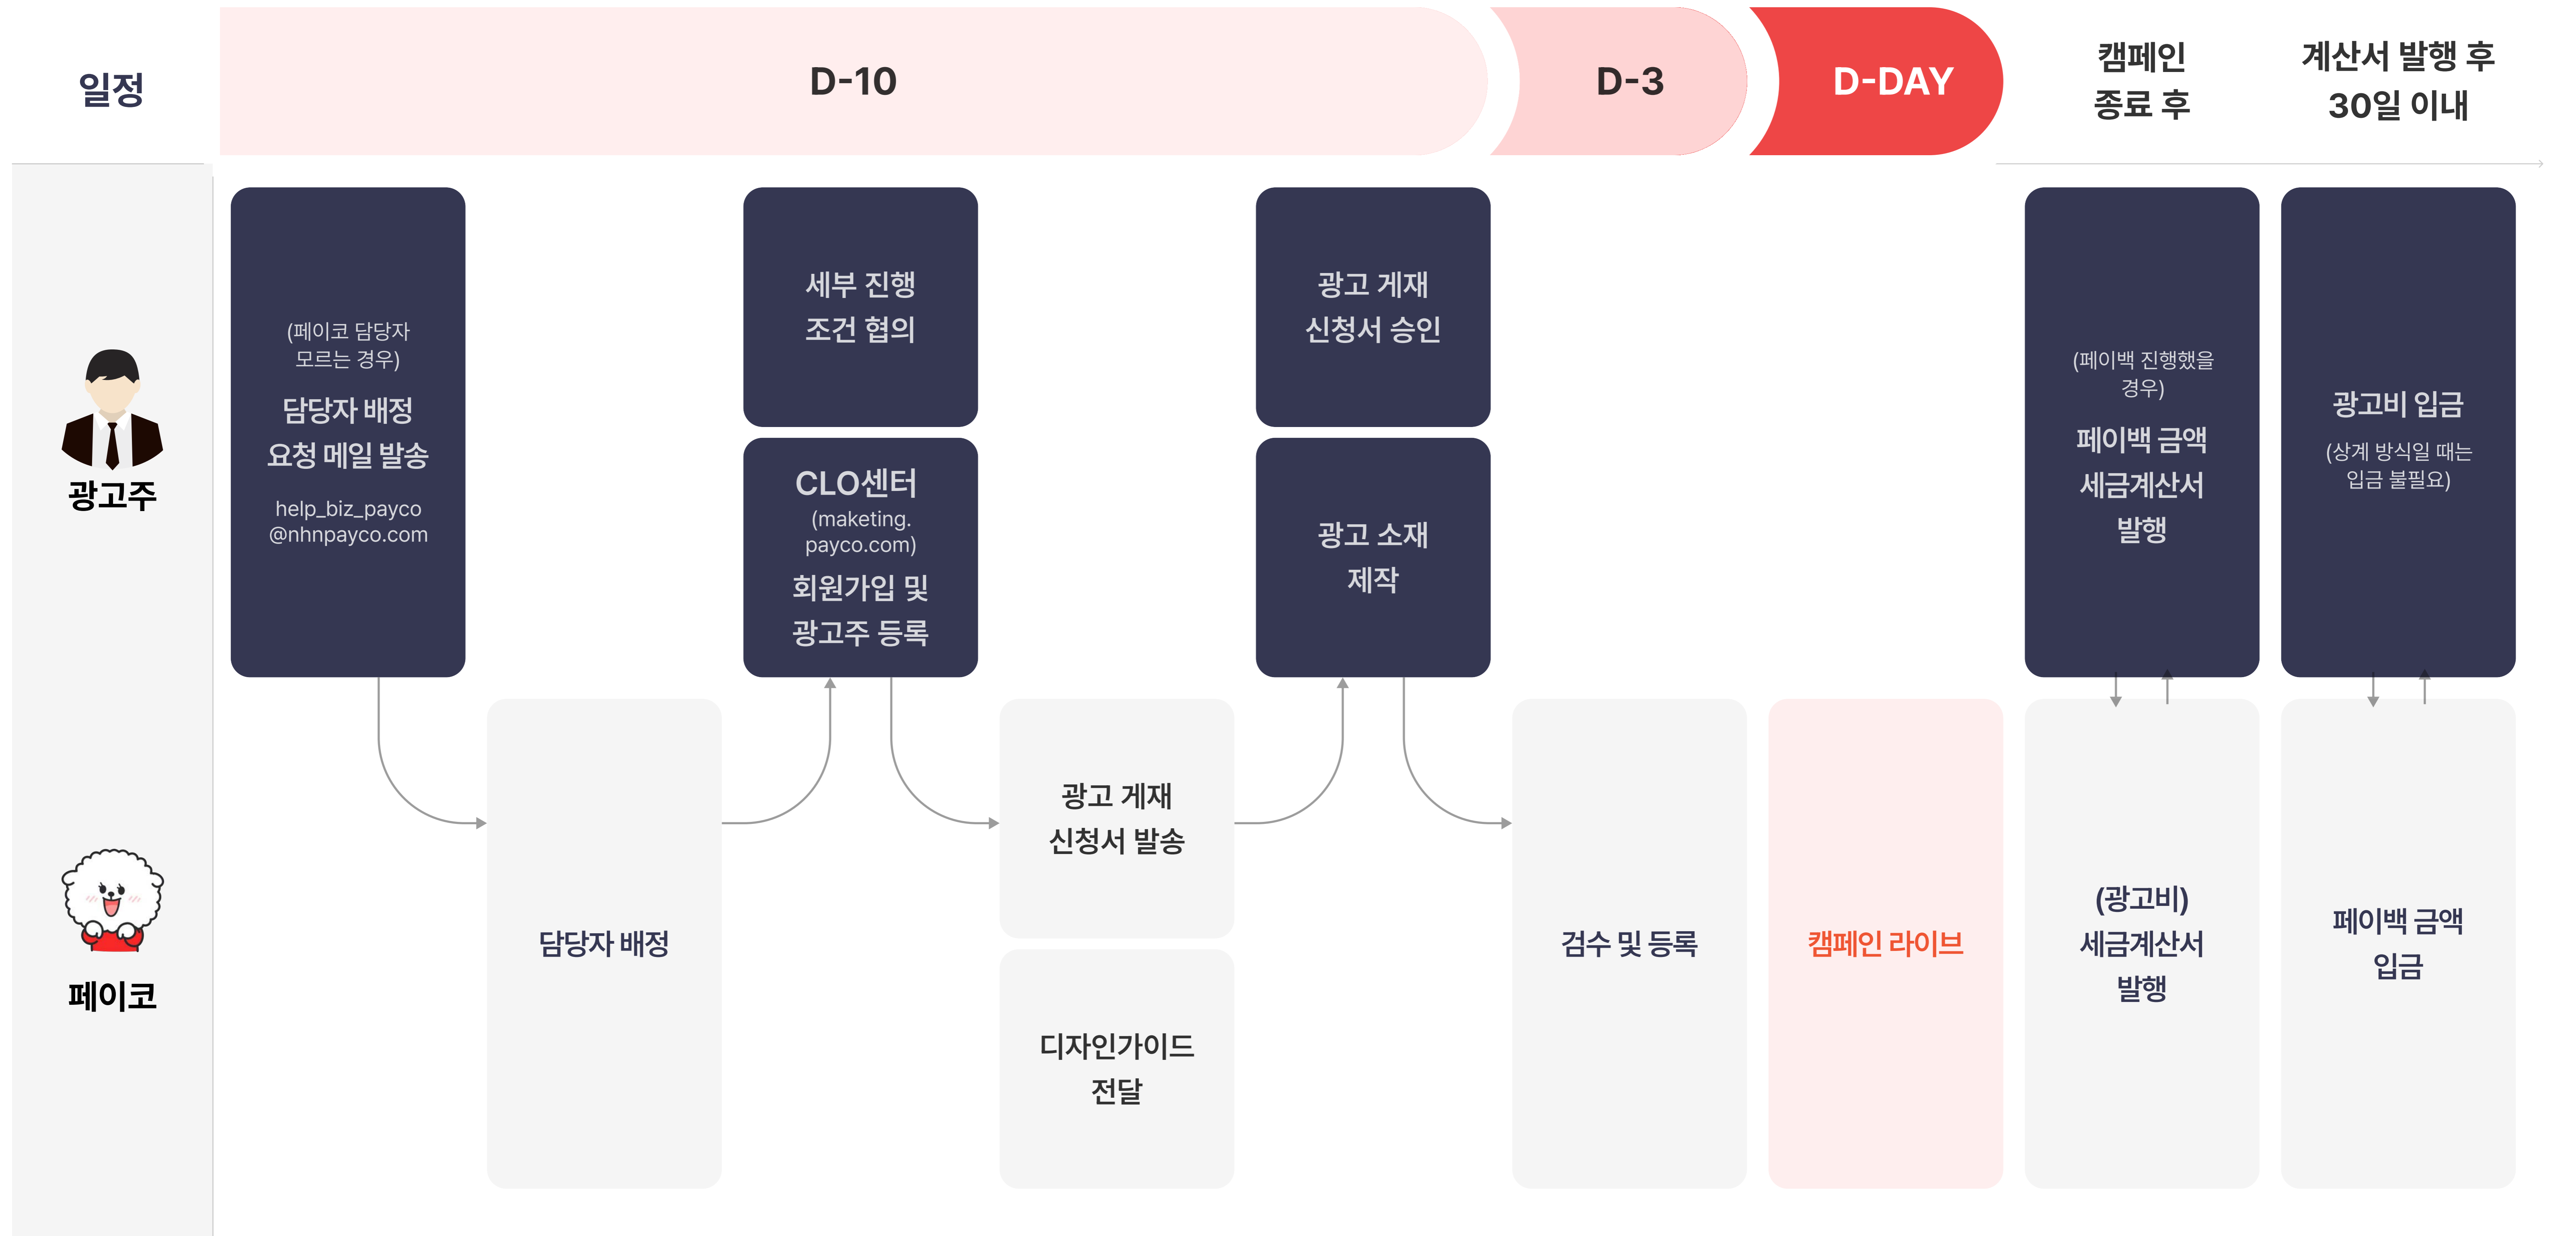 일정
D-10
D-3
D-DAY
캠페인
종료 후
계산서 발행 후
30일 이내
광고주
(페이코 담당자
모르는 경우)
담당자 배정
요청 메일 발송
help_biz_payco
@nhnpayco.com
세부 진행
조건 협의
CLO센터
(maketing.
payco.com)
회원가입 및
광고주 등록
광고 게재
신청서 승인
광고 소재
제작
(페이백 진행했을
경우)
페이백 금액
세금계산서
발행
광고비 입금
(상계 방식일 때는
입금 불필요)
페이코
담당자 배정
광고 게재
신청서 발송
디자인가이드
전달
검수 및 등록
캠페인 라이브
(광고비)
세금계산서
발행
페이백 금액
입금